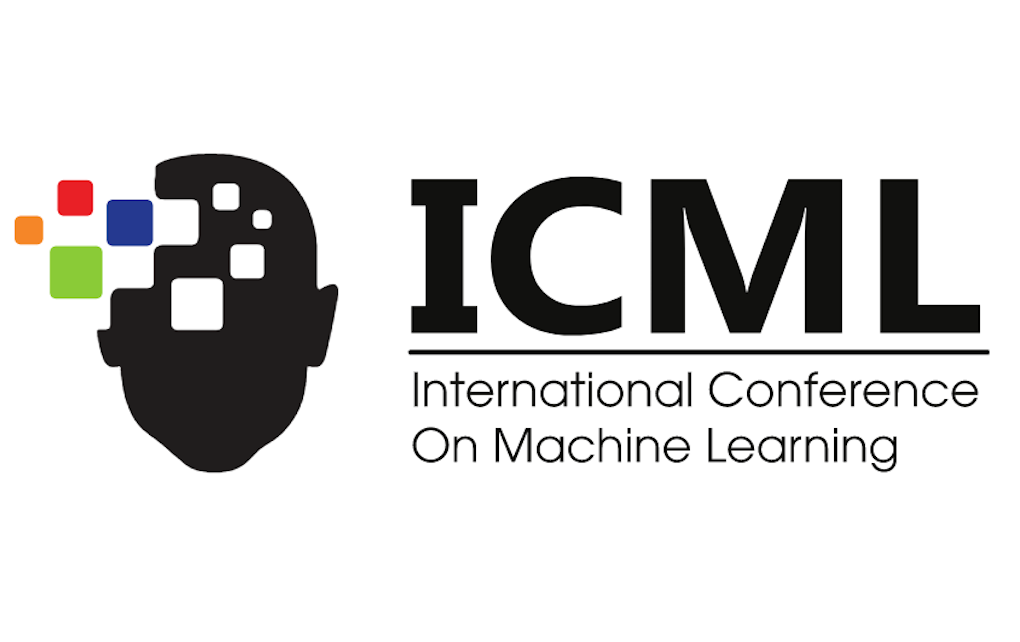 ICML
International Conference
On Machine Learning